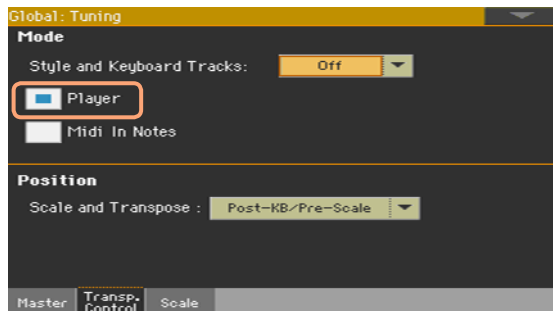 Global: Tuning
Mode
Style and Keyboard Tracks: Off
Player
Midi In Notes
Position
Scale and Transpose : Post-KB/Pre-Scale
Master Transp. Control Scale